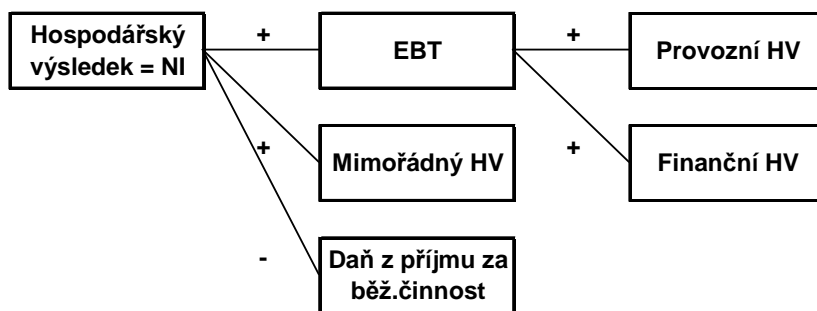 Hospodářský
výsledek = NI
+
EBT
+
Provozní HV
+
Mimořádný HV
+
Finanční HV
-
Daň z příjmu za
běž.činnost